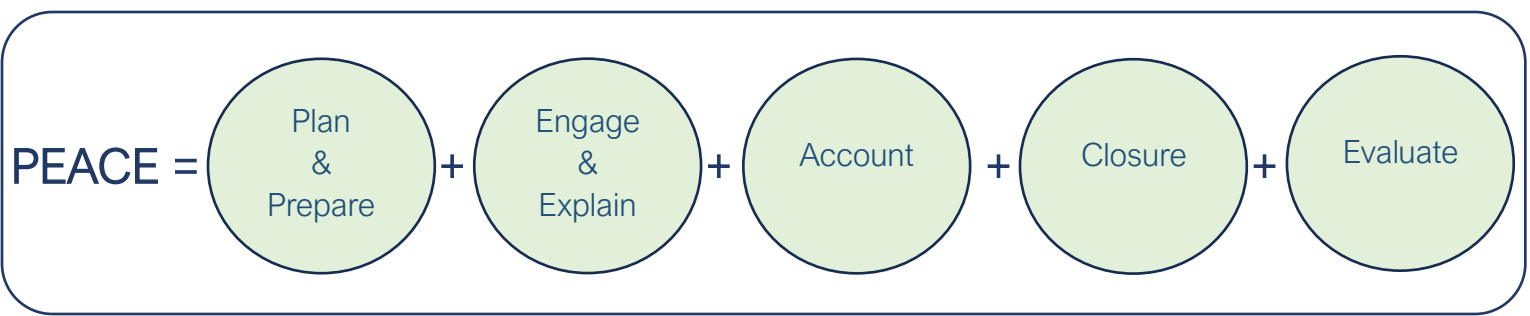 PEACE = Plan & Prepare + Engage & Explain + Account + Closure + Evaluate